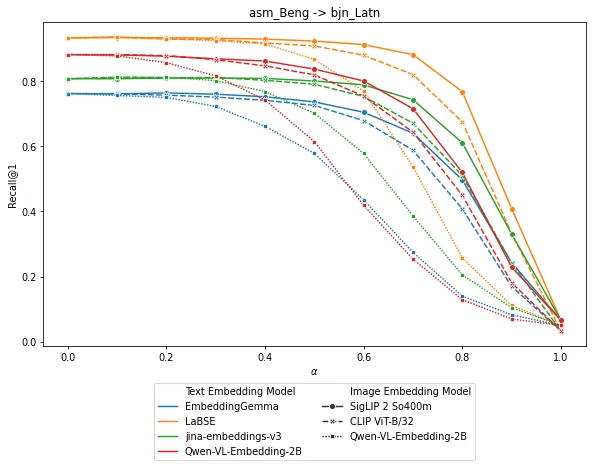 asm_Beng -> bjn_Latn
Recall@1
0.8
0.6
0.4
0.2
0.0
0.0 0.2 0.4 0.6 0.8 1.0
α
Text Embedding Model Image Embedding Model
EmbeddingGemma SigLIP 2 So400m
LaBSE CLIP ViT-B/32
jina-embeddings-v3 Qwen-VL-Embedding-2B
Qwen-VL-Embedding-2B